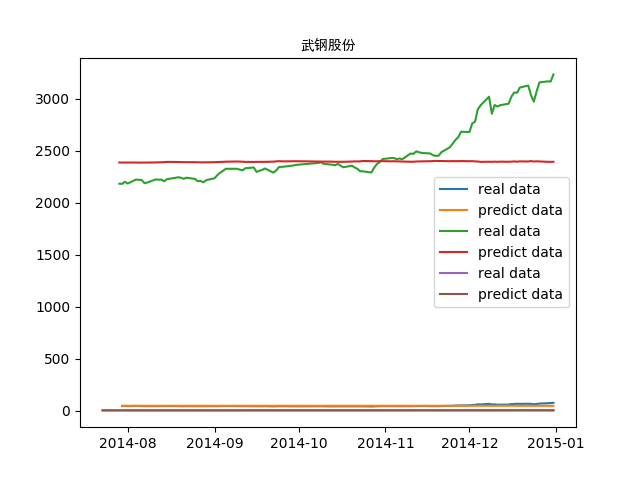 武钢股份
3000
2500
2000
1500
1000
500
0
real data
predict data
real data
predict data
real data
predict data
2014-08 2014-09 2014-10 2014-11 2014-12 2015-01